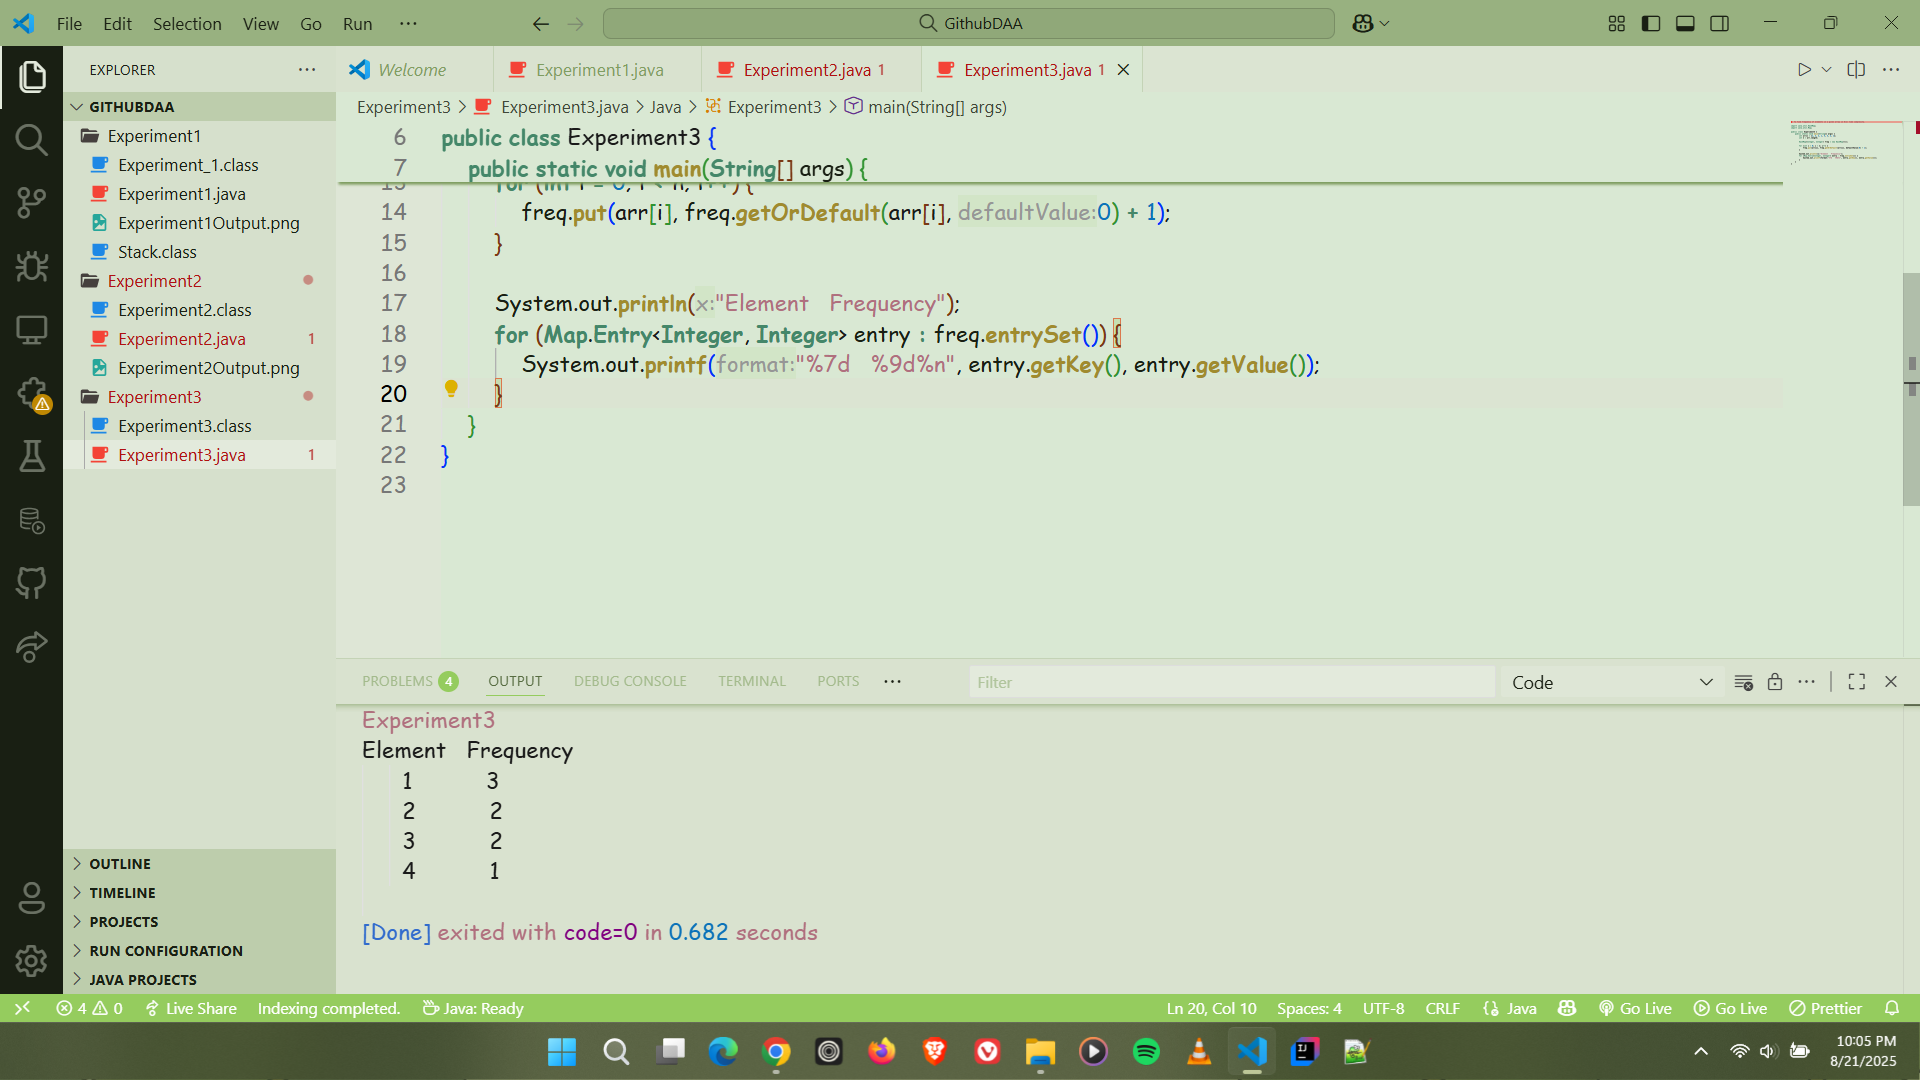 File Edit Selection View Go Run ··· GithubDAA
EXPLORER ···
Welcome Experiment1.java Experiment2.java 1 Experiment3.java 1
GITHUBDAA
Experiment1
Experiment_1.class
Experiment1.java
Experiment1Output.png
Stack.class
Experiment2
Experiment2.class
Experiment2.java 1
Experiment2Output.png
Experiment3
Experiment3.class
Experiment3.java 1
OUTLINE
TIMELINE
PROJECTS
RUN CONFIGURATION
JAVA PROJECTS
Experiment3 > Experiment3.java > Java > Experiment3 > main(String[] args)
6 public class Experiment3 {
7 public static void main(String[] args) {
for (int i = 0; i < n; i++) {
14 freq.put(arr[i], freq.getOrDefault(arr[i], defaultValue:0) + 1);
15 }
16
17 System.out.println(x:"Element   Frequency");
18 for (Map.Entry<Integer, Integer> entry : freq.entrySet()) {
19 System.out.printf(format:"%7d   %9d%n", entry.getKey(), entry.getValue());
20 }
21 }
22 }
23
PROBLEMS 4 OUTPUT DEBUG CONSOLE TERMINAL PORTS ··· Filter Code
Experiment3
Element   Frequency
1 3
2 2
3 2
4 1
[Done] exited with code=0 in 0.682 seconds
4 0 Live Share Indexing completed. Java: Ready Ln 20, Col 10 Spaces: 4 UTF-8 CRLF Java Go Live Go Live Prettier
10:05 PM
8/21/2025